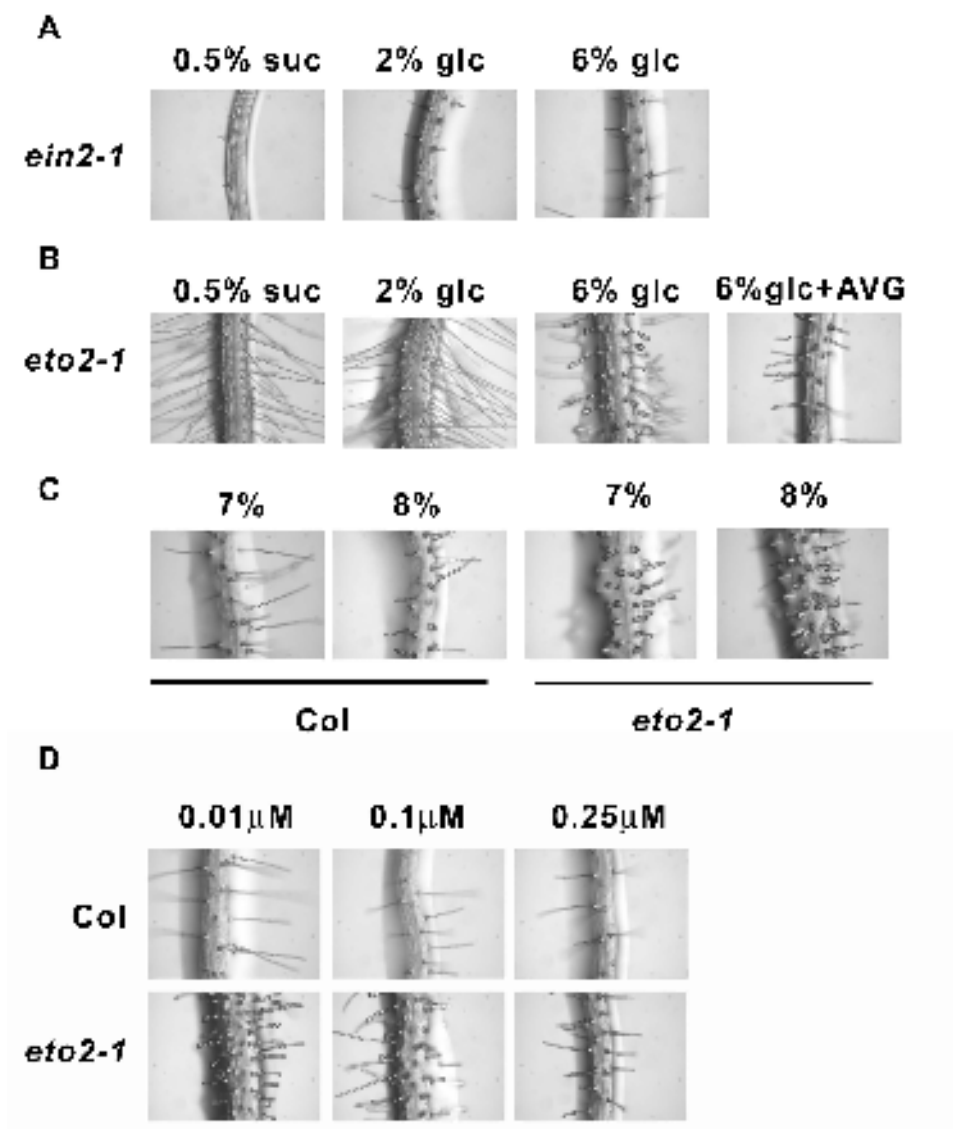 A
0.5% suc 2% glc 6% glc
ein2-1
B
0.5% suc 2% glc 6% glc 6%glc+AVG
eto2-1
C
7% 8% 7% 8%
Col eto2-1
D
0.01μM 0.1μM 0.25μM
Col
eto2-1